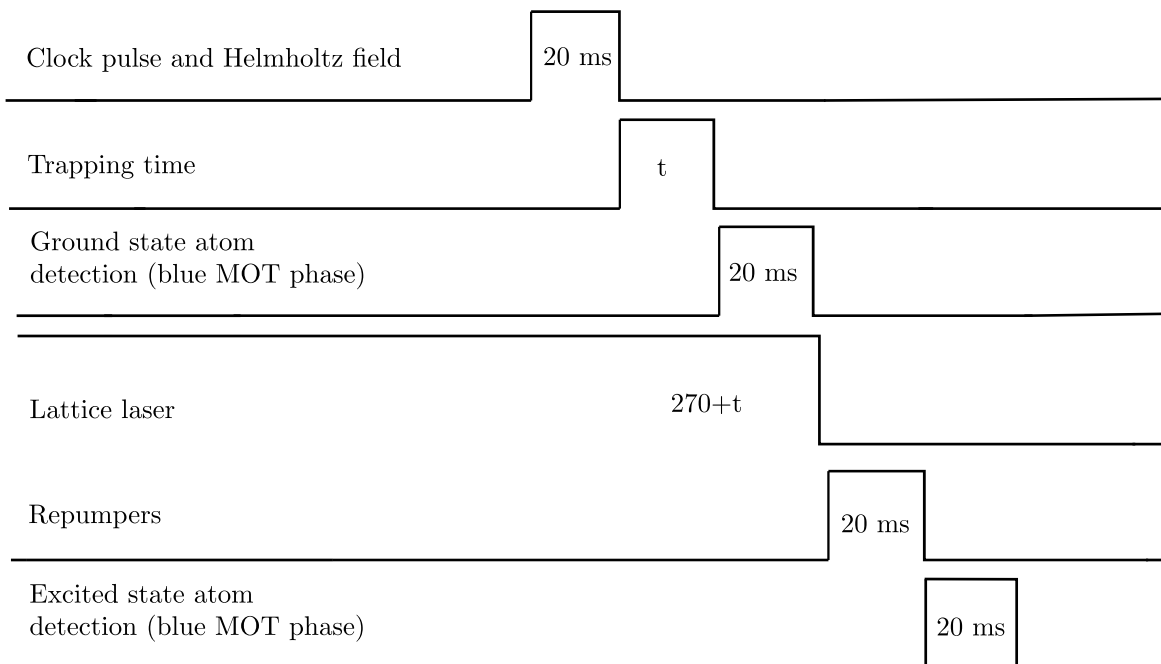 Clock pulse and Helmholtz field
20 ms
Trapping time
t
Ground state atom
detection (blue MOT phase)
20 ms
Lattice laser
270+t
Repumpers
20 ms
Excited state atom
detection (blue MOT phase)
20 ms